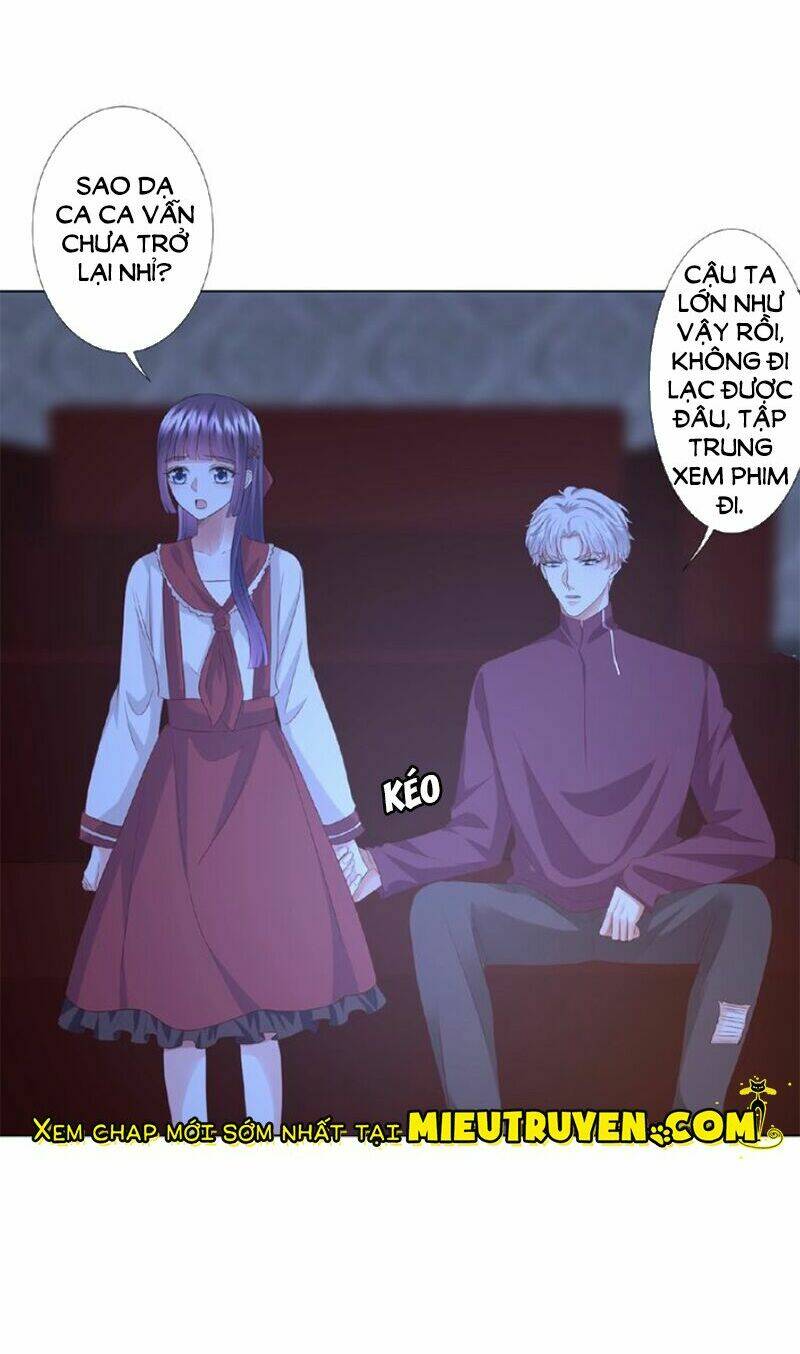 SAO DẠ
CA CA VẪN
CHƯA TRỞ
LẠI NHỈ?
CẬU TA
LỚN NHƯ
VẬY RỒI,
KHÔNG ĐI
LẠC ĐƯỢC
ĐÂU, TẬP
TRUNG
XEM PHIM
ĐI.
KÉO
XEM CHAP MỚI SỚM NHẤT TẠI MIEUTRUYEN.COM